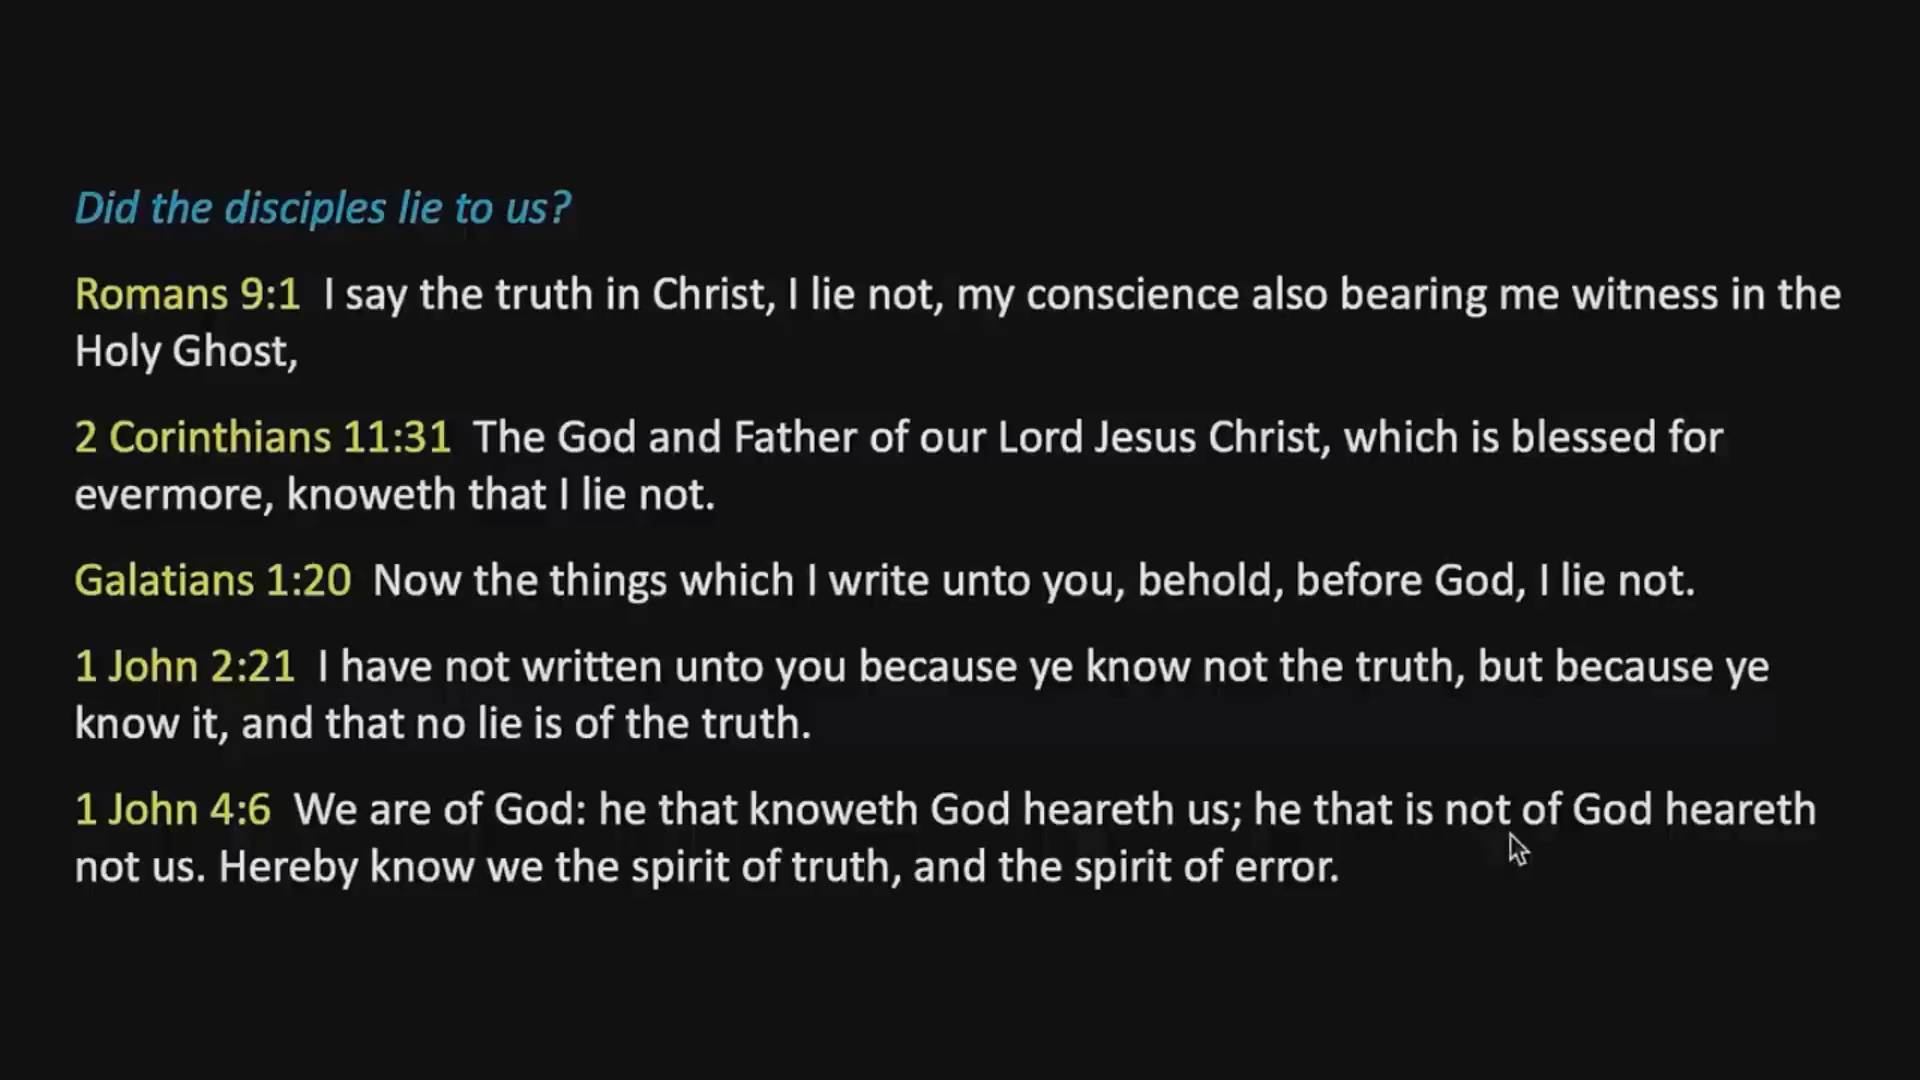 Did the disciples lie to us?
Romans 9:1 I say the truth in Christ, I lie not, my conscience also bearing me witness in the
Holy Ghost,
2 Corinthians 11:31 The God and Father of our Lord Jesus Christ, which is blessed for
evermore, knoweth that I lie not.
Galatians 1:20 Now the things which I write unto you, behold, before God, I lie not.
1 John 2:21 I have not written unto you because ye know not the truth, but because ye
know it, and that no lie is of the truth.
1 John 4:6 We are of God: he that knoweth God heareth us; he that is not of God heareth
not us. Hereby know we the spirit of truth, and the spirit of error.